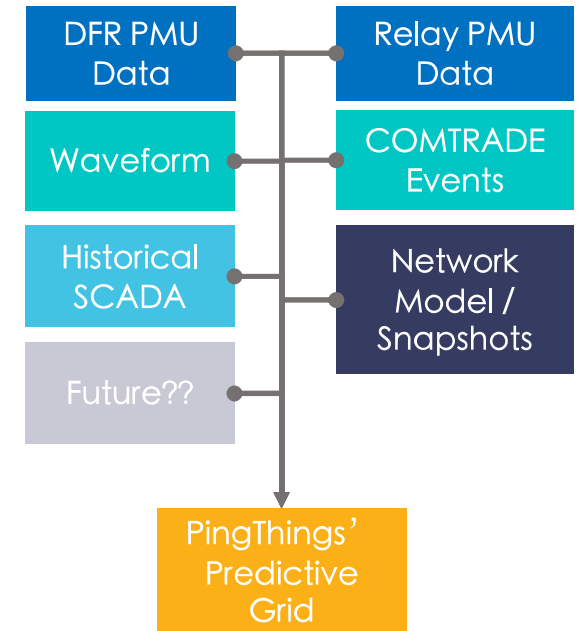 DFR PMU
Data
Relay PMU
Data
Waveform
COMTRADE
Events
Historical
SCADA
Network
Model /
Snapshots
Future??
PingThings’
Predictive
Grid